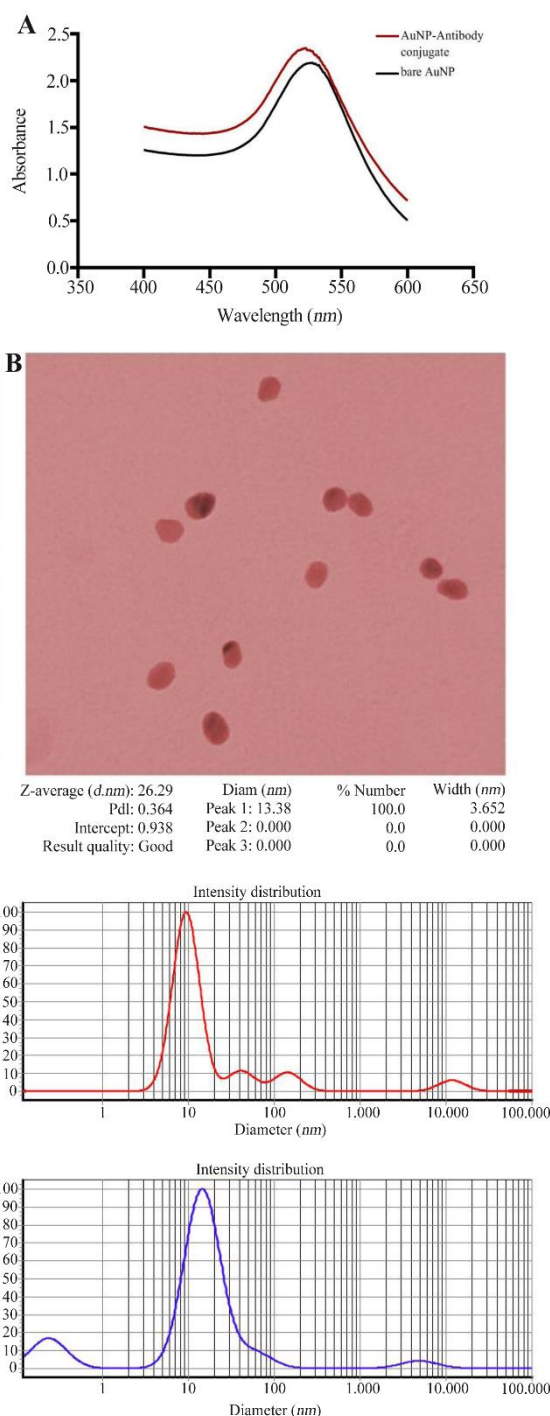 A
2.5
2.0
1.5
1.0
0.5
0.0
Absorbance
350 400 450 500 550 600 650
Wavelength (nm)
AuNP-Antibody
conjugate
bare AuNP
B
Z-average (d.nm): 26.29 Diam (nm) % Number Width (nm)
PdI: 0.364 Peak 1: 13.38 100.0 3.652
Intercept: 0.938 Peak 2: 0.000 0.0 0.000
Result quality: Good Peak 3: 0.000 0.0 0.000
Intensity distribution
00
90
80
70
60
50
40
30
20
10
0
1 10 100 1.000 10.000 100.000
Diameter (nm)
Intensity distribution
00
90
80
70
60
50
40
30
20
10
0
1 10 100 1.000 10.000 100.000
Diameter (nm)